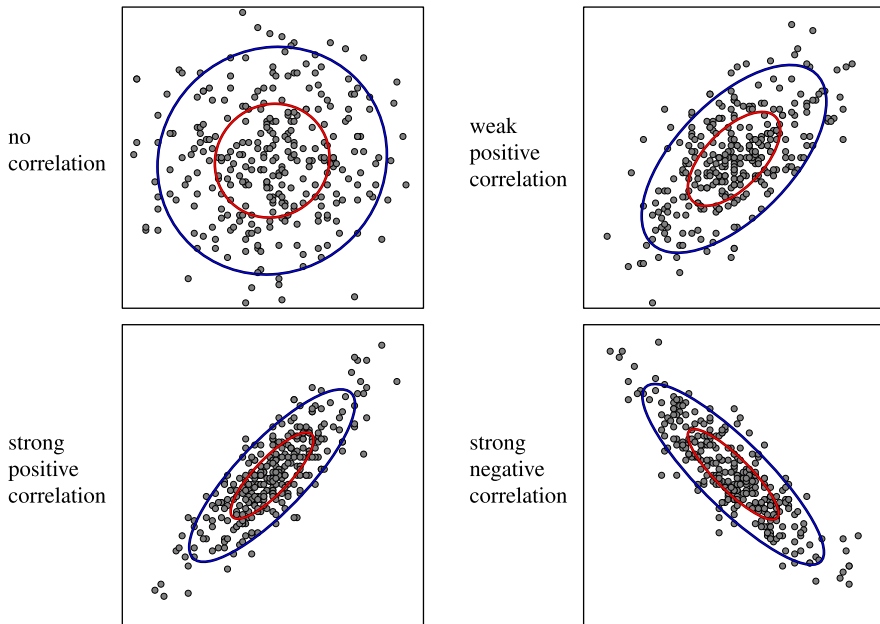 no
correlation
weak
positive
correlation
strong
positive
correlation
strong
negative
correlation